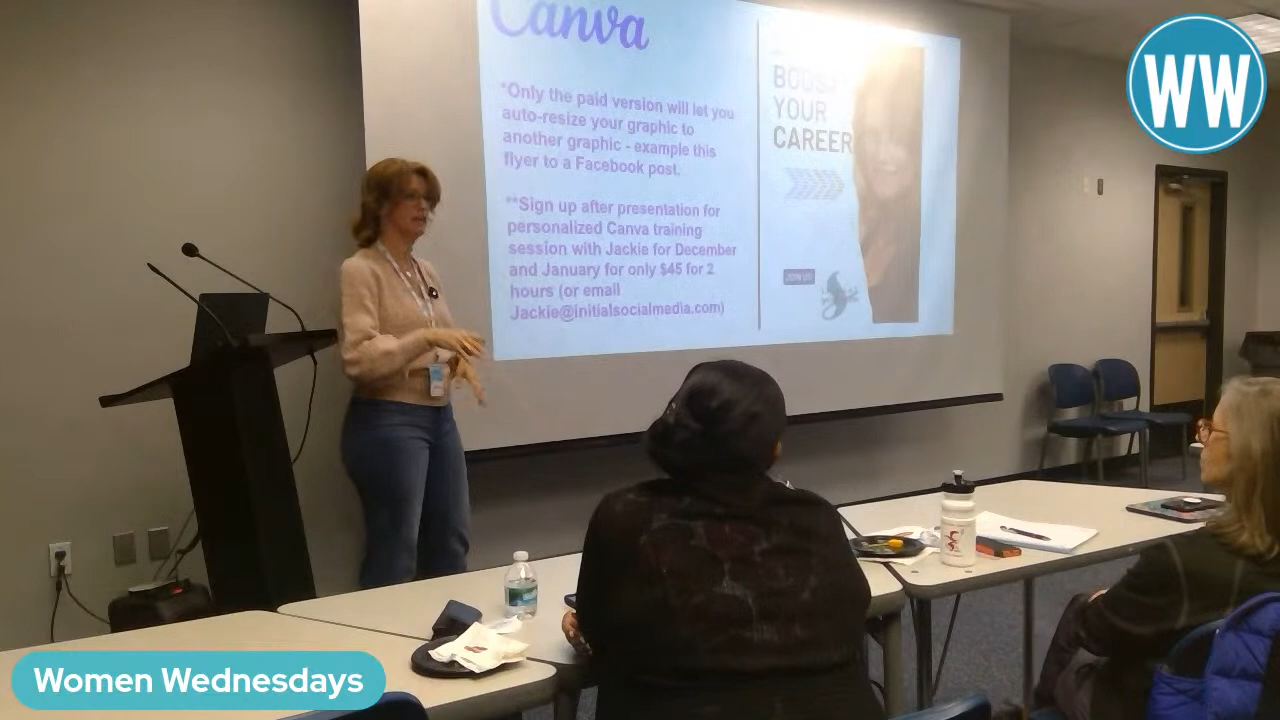 Canva
*Only the paid version will let you
auto-resize your graphic to
another graphic - example this
flyer to a Facebook post.
**Sign up after presentation for
personalized Canva training
session with Jackie for December
and January for only $45 for 2
hours (or email
Jackie@initialsocialmedia.com)
BOOST
YOUR
CAREER
JOIN US
WW
Women Wednesdays